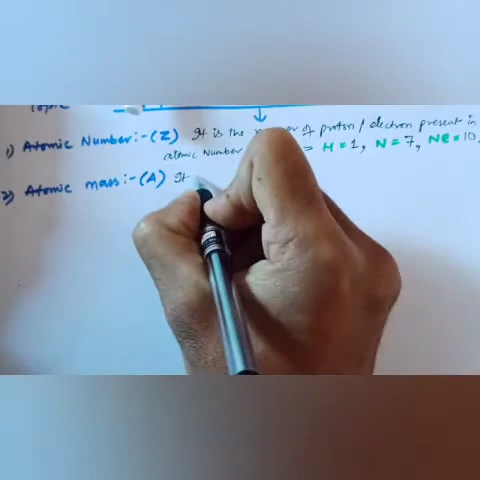 1) Atomic Number:-(Z) It is the of proton / electron present in
atomic Number = H = 1, N = 7, Ne = 10.
2) Atomic mass:-(A) It